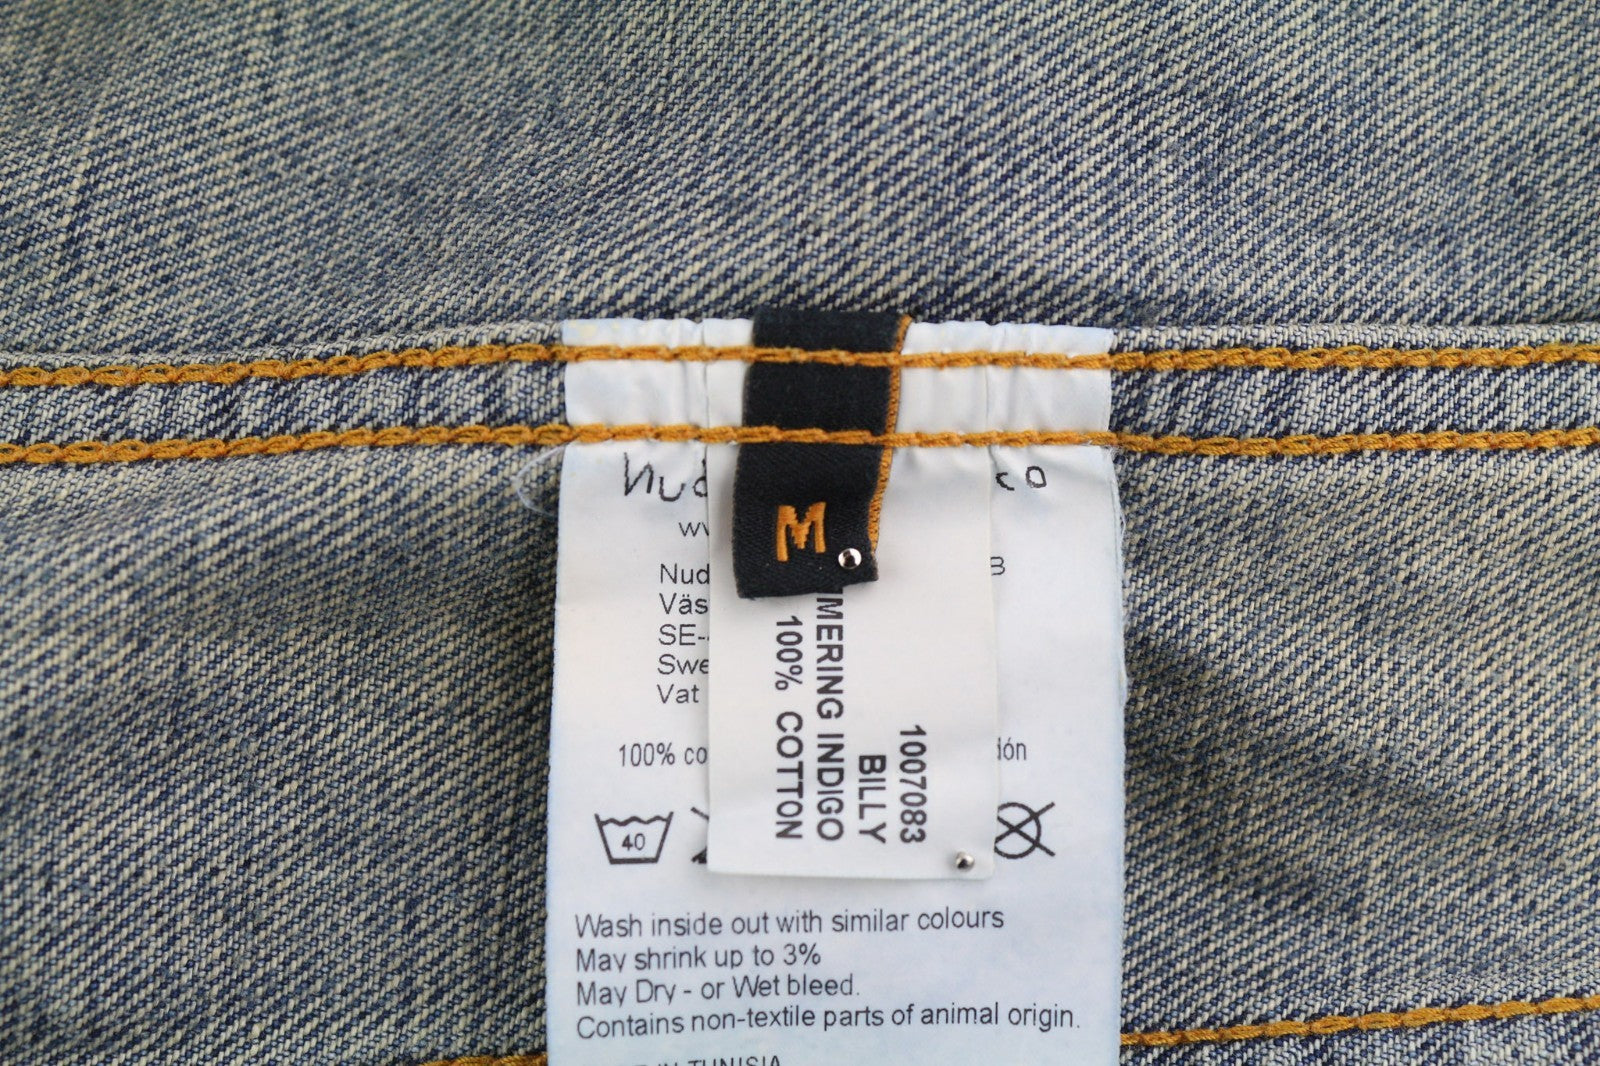 M
1007083
BILLY
MERING INDIGO
100% COTTON
Nud
Väs
SE-
Swe
Vat
100% co
dón
40
Wash inside out with similar colours
May shrink up to 3%
May Dry - or Wet bleed.
Contains non-textile parts of animal origin.
IN TUNISIA